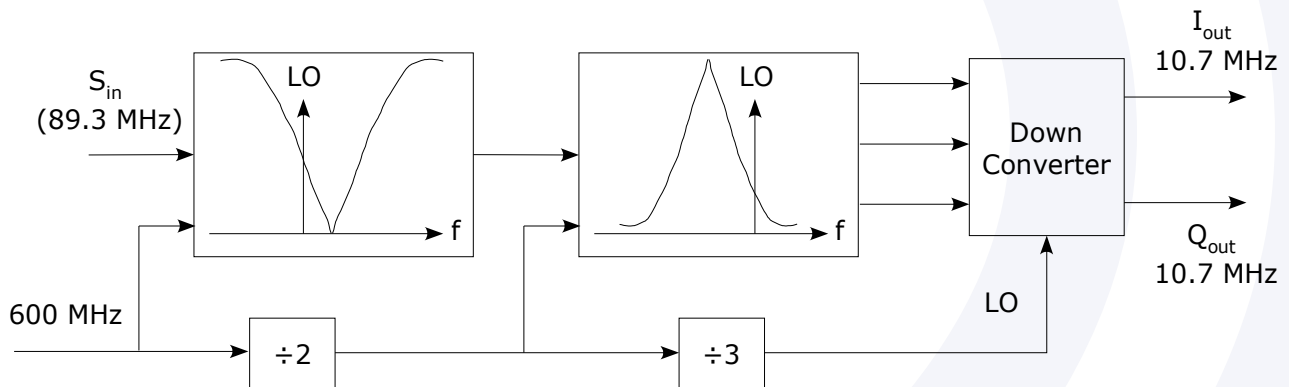 S_in
(89.3 MHz)
LO
f
LO
f
Down
Converter
I_out
10.7 MHz
Q_out
10.7 MHz
600 MHz
÷2
÷3
LO